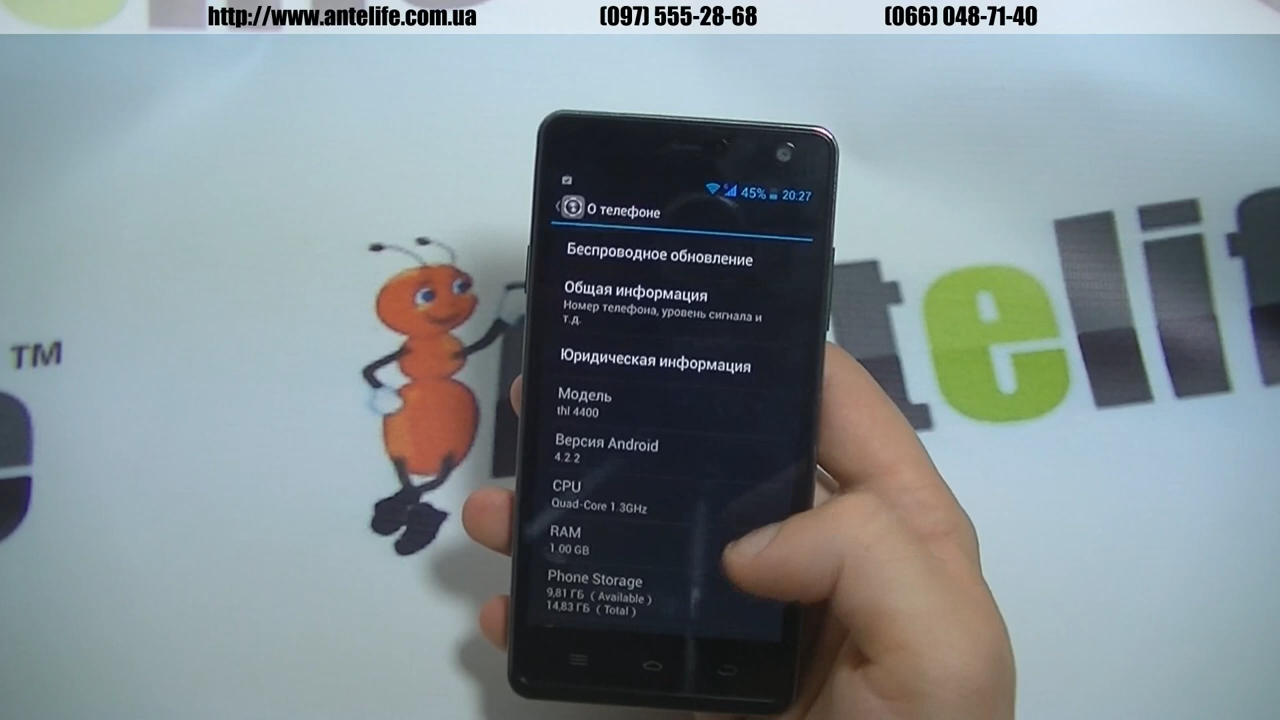 http://www.antelife.com.ua (097) 555-28-68 (066) 048-71-40
45% 20:27
О телефоне
Беспроводное обновление
Общая информация
Номер телефона, уровень сигнала и
т.д.
Юридическая информация
Модель
thl 4400
Версия Android
4.2.2
CPU
Quad-Core 1.3GHz
RAM
1.00 GB
Phone Storage
9,81 ГБ ( Available )
14,83 ГБ ( Total )
TM
e
telif